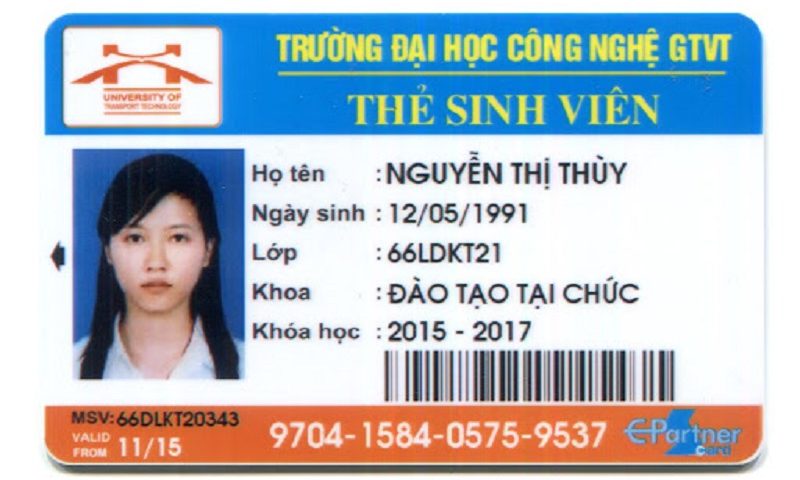 UNIVERSITY OF
TRANSPORT TECHNOLOGY
TRƯỜNG ĐẠI HỌC CÔNG NGHỆ GTVT
THẺ SINH VIÊN
Họ tên : NGUYỄN THỊ THÙY
Ngày sinh : 12/05/1991
Lớp : 66LDKT21
Khoa : ĐÀO TẠO TẠI CHỨC
Khóa học : 2015 - 2017
MSV: 66DLKT20343
VALID FROM 11/15
9704-1584-0575-9537
E-Partner
card